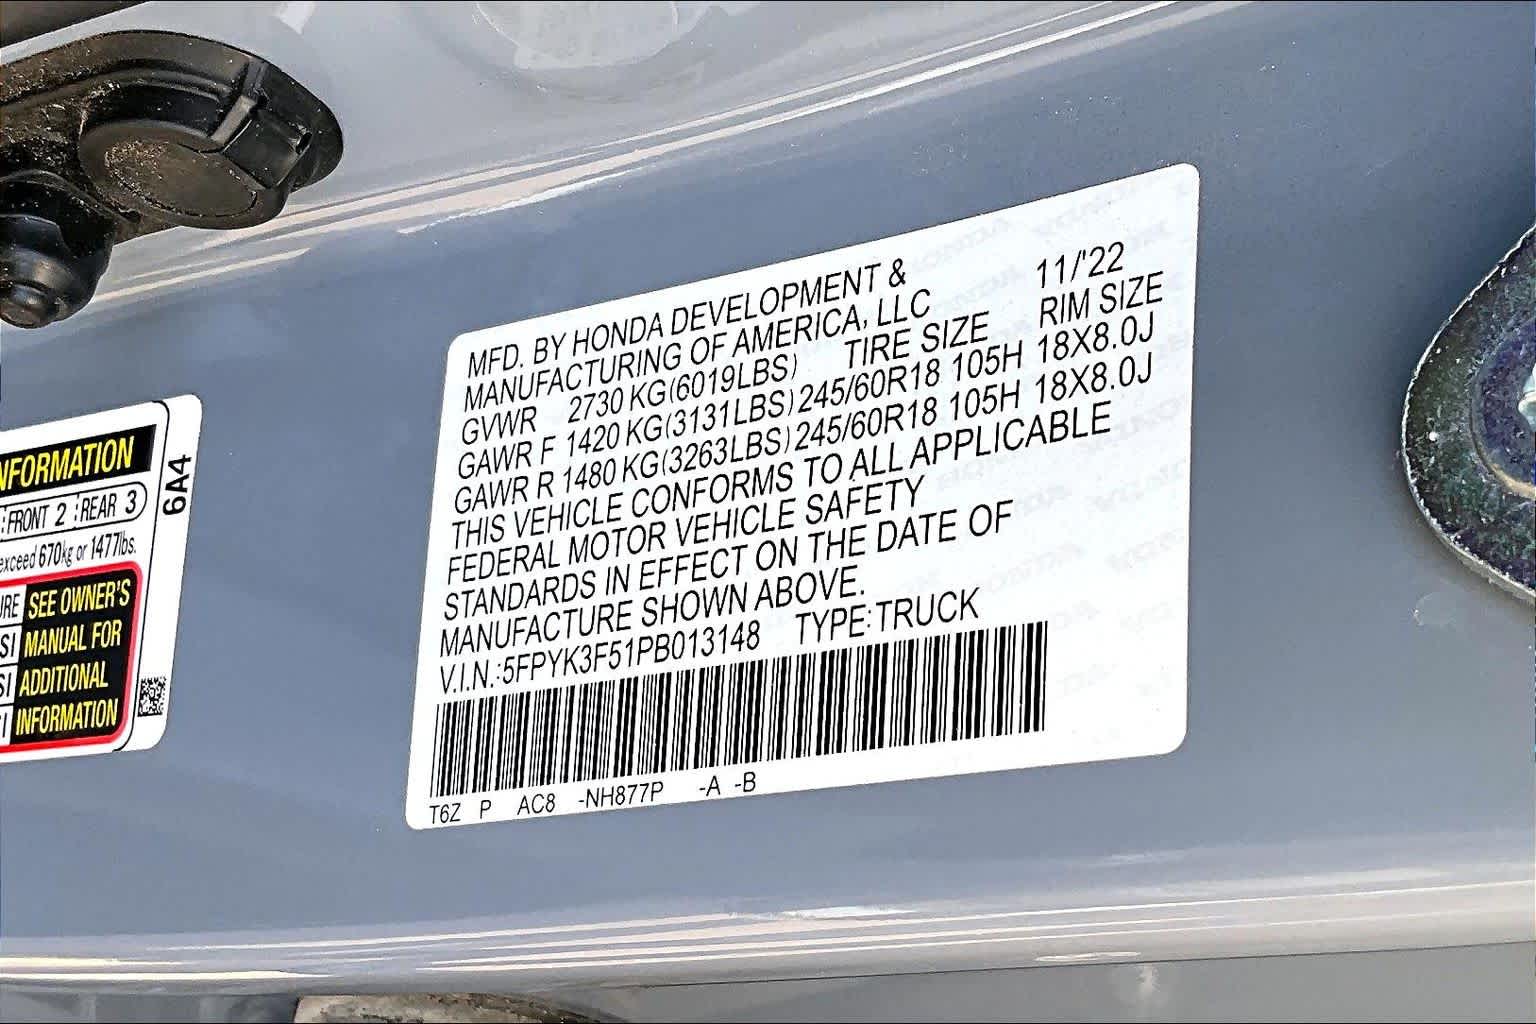 MFD. BY HONDA DEVELOPMENT &
MANUFACTURING OF AMERICA, LLC 11/'22
GVWR 2730 KG(6019LBS) TIRE SIZE RIM SIZE
GAWR F 1420 KG(3131LBS) 245/60R18 105H 18X8.0J
GAWR R 1480 KG(3263LBS) 245/60R18 105H 18X8.0J
THIS VEHICLE CONFORMS TO ALL APPLICABLE
FEDERAL MOTOR VEHICLE SAFETY
STANDARDS IN EFFECT ON THE DATE OF
MANUFACTURE SHOWN ABOVE.
V.I.N.:5FPYK3F51PB013148 TYPE:TRUCK
T6Z P AC8 -NH877P -A -B
NFORMATION
:FRONT 2 :REAR 3
exceed 670kg or 1477lbs.
URE SEE OWNER'S
SI MANUAL FOR
SI ADDITIONAL
I INFORMATION
6A4